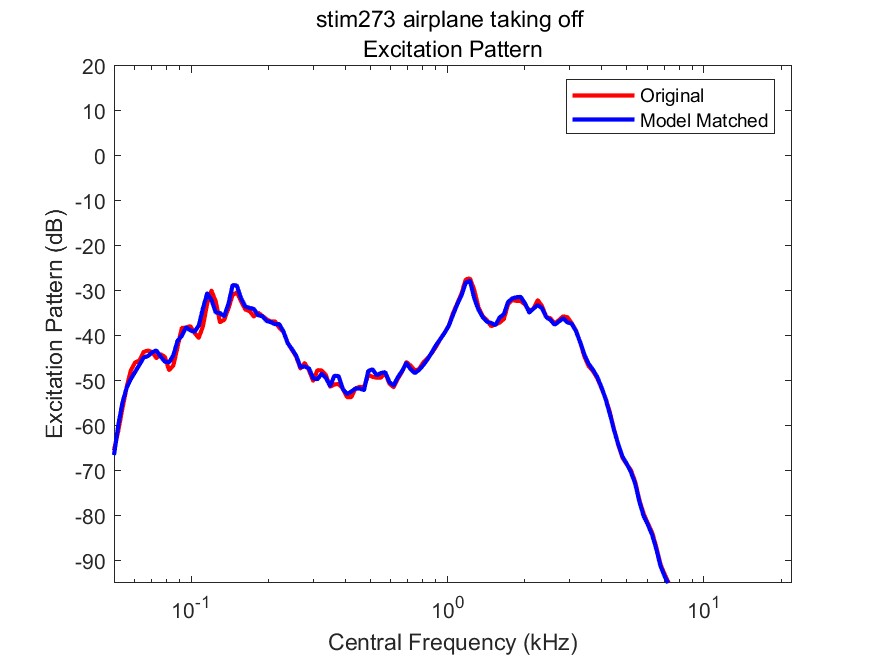 stim273 airplane taking off
Excitation Pattern
Original
Model Matched
Excitation Pattern (dB)
20
10
0
-10
-20
-30
-40
-50
-60
-70
-80
-90
10-1
100
101
Central Frequency (kHz)